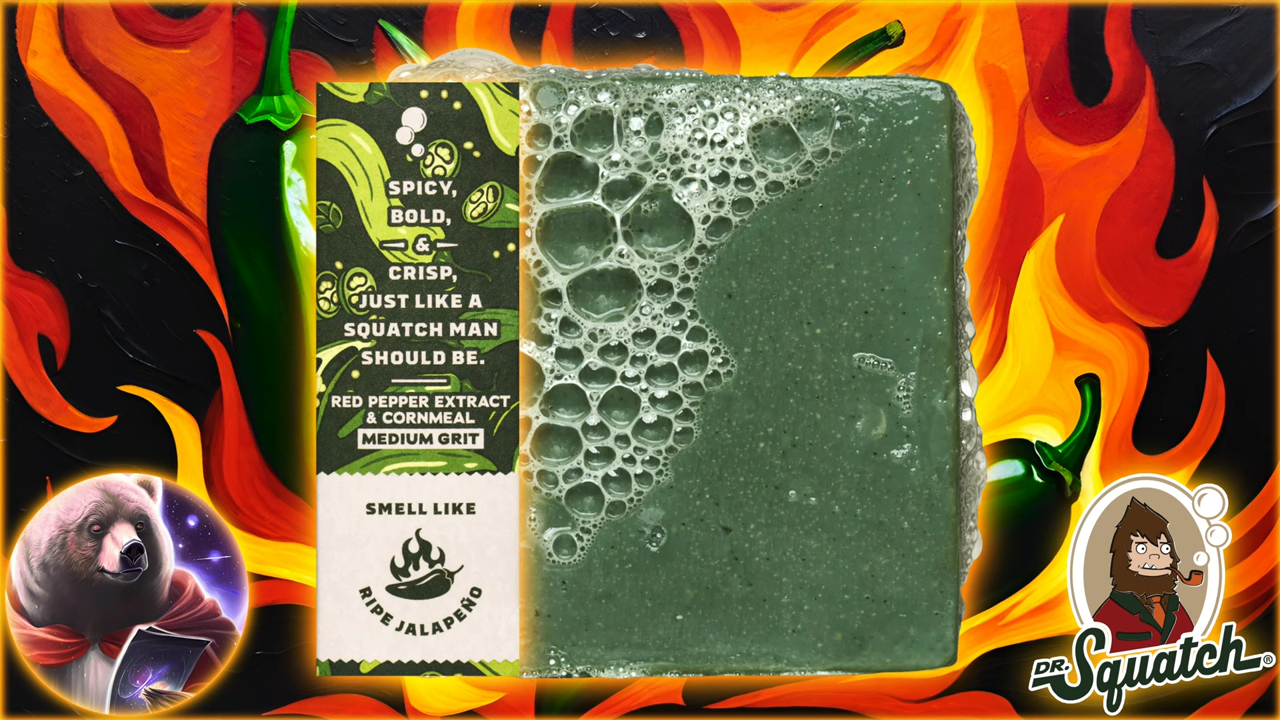 SPICY,
BOLD,
&
CRISP,
JUST LIKE A
SQUATCH MAN
SHOULD BE.
RED PEPPER EXTRACT
& CORNMEAL
MEDIUM GRIT
SMELL LIKE
RIPE JALAPEÑO
DR. Squatch®